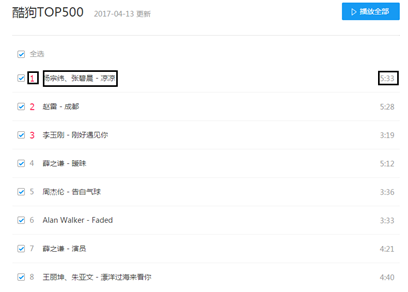 酷狗TOP500 2017-04-13 更新
播放全部
全选
1 杨宗纬、张碧晨 - 凉凉 5:33
2 赵雷 - 成都 5:28
3 李玉刚 - 刚好遇见你 3:19
4 薛之谦 - 暧昧 5:12
5 周杰伦 - 告白气球 3:36
6 Alan Walker - Faded 3:33
7 薛之谦 - 演员 4:21
8 王丽坤、朱亚文 - 漂洋过海来看你 4:40